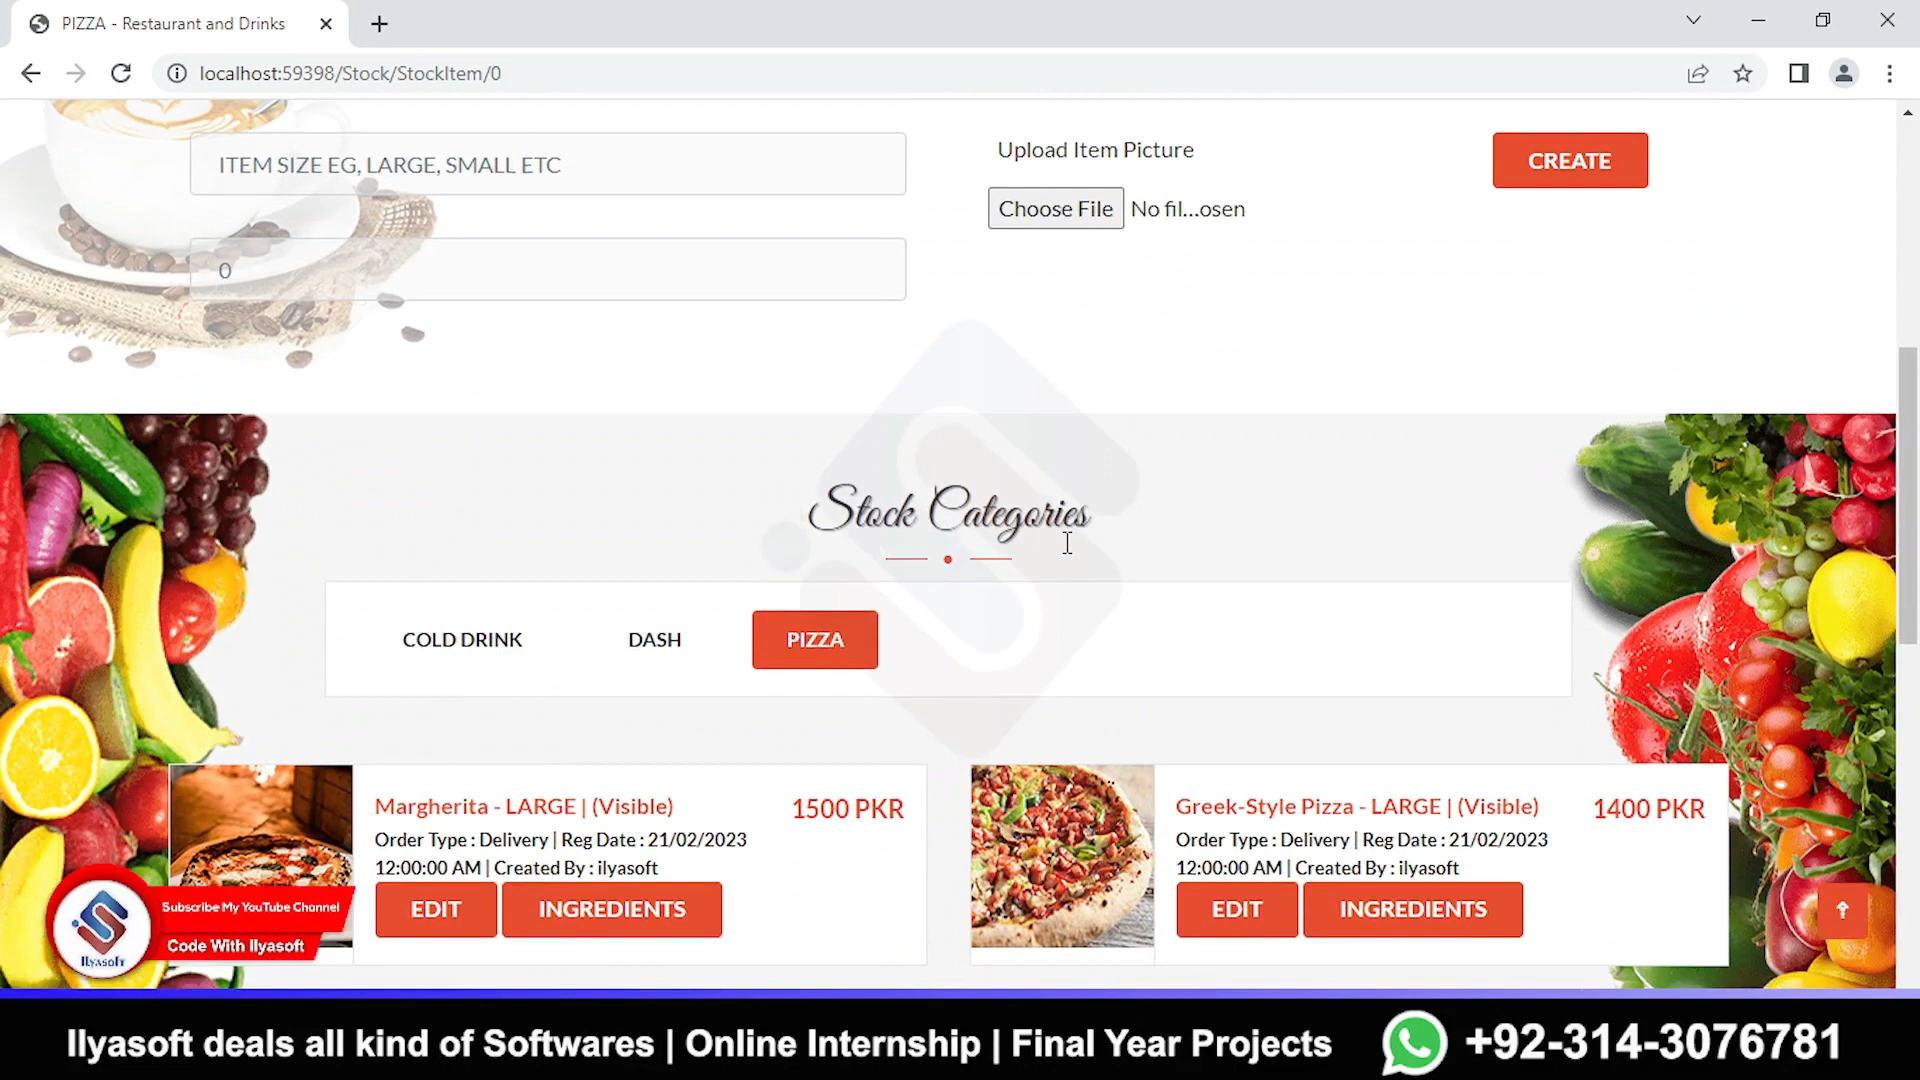 PIZZA - Restaurant and Drinks
localhost:59398/Stock/StockItem/0
ITEM SIZE EG, LARGE, SMALL ETC
Upload Item Picture
CREATE
Choose File No fil...osen
0
Stock Categories
COLD DRINK DASH PIZZA
Margherita - LARGE | (Visible) 1500 PKR
Order Type : Delivery | Reg Date : 21/02/2023
12:00:00 AM | Created By : ilyasoft
EDIT INGREDIENTS
Greek-Style Pizza - LARGE | (Visible) 1400 PKR
Order Type : Delivery | Reg Date : 21/02/2023
12:00:00 AM | Created By : ilyasoft
EDIT INGREDIENTS
Subscribe My YouTube Channel
Code With Ilyasoft
Ilyasoft
Ilyasoft deals all kind of Softwares | Online Internship | Final Year Projects +92-314-3076781